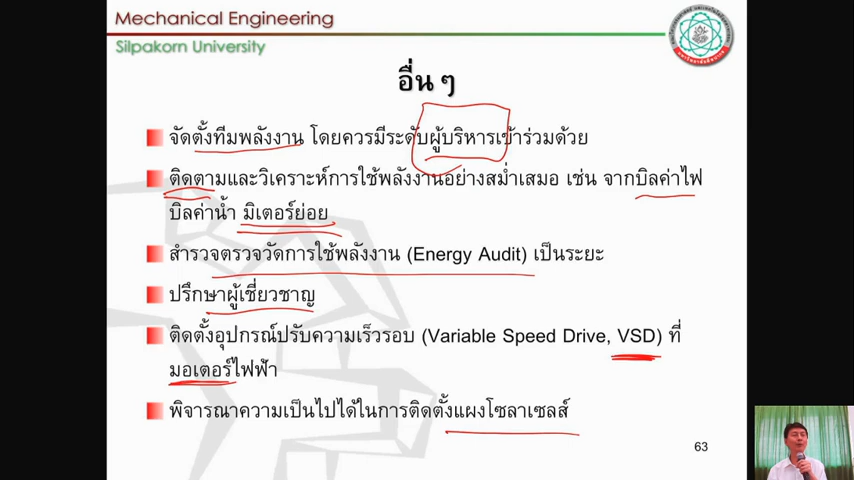 Mechanical Engineering
Silpakorn University
อื่น ๆ
จัดตั้งทีมพลังงาน โดยควรมีระดับผู้บริหารเข้าร่วมด้วย
ติดตามและวิเคราะห์การใช้พลังงานอย่างสม่ำเสมอ เช่น จากบิลค่าไฟ
บิลค่าน้ำ มิเตอร์ย่อย
สำรวจตรวจวัดการใช้พลังงาน (Energy Audit) เป็นระยะ
ปรึกษาผู้เชี่ยวชาญ
ติดตั้งอุปกรณ์ปรับความเร็วรอบ (Variable Speed Drive, VSD) ที่
มอเตอร์ไฟฟ้า
พิจารณาความเป็นไปได้ในการติดตั้งแผงโซลาเซลส์
63